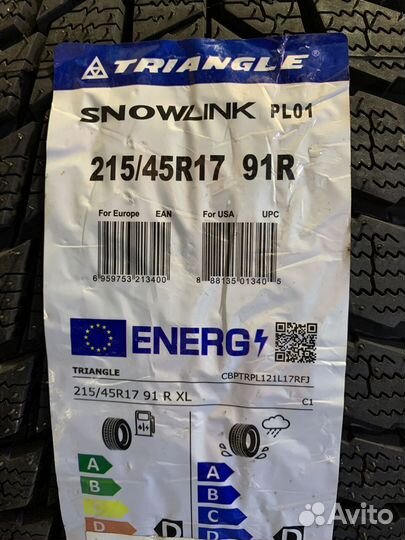 TRIANGLE
SNOWLINK PL01
215/45R17 91R
For Europe EAN
For USA UPC
6 959753 213400
8 88135 01340 5
ENERG
TRIANGLE CBPTRPL121L17RFJ
215/45R17 91 R XL C1
A A
B B
C C
D D D D
Avito